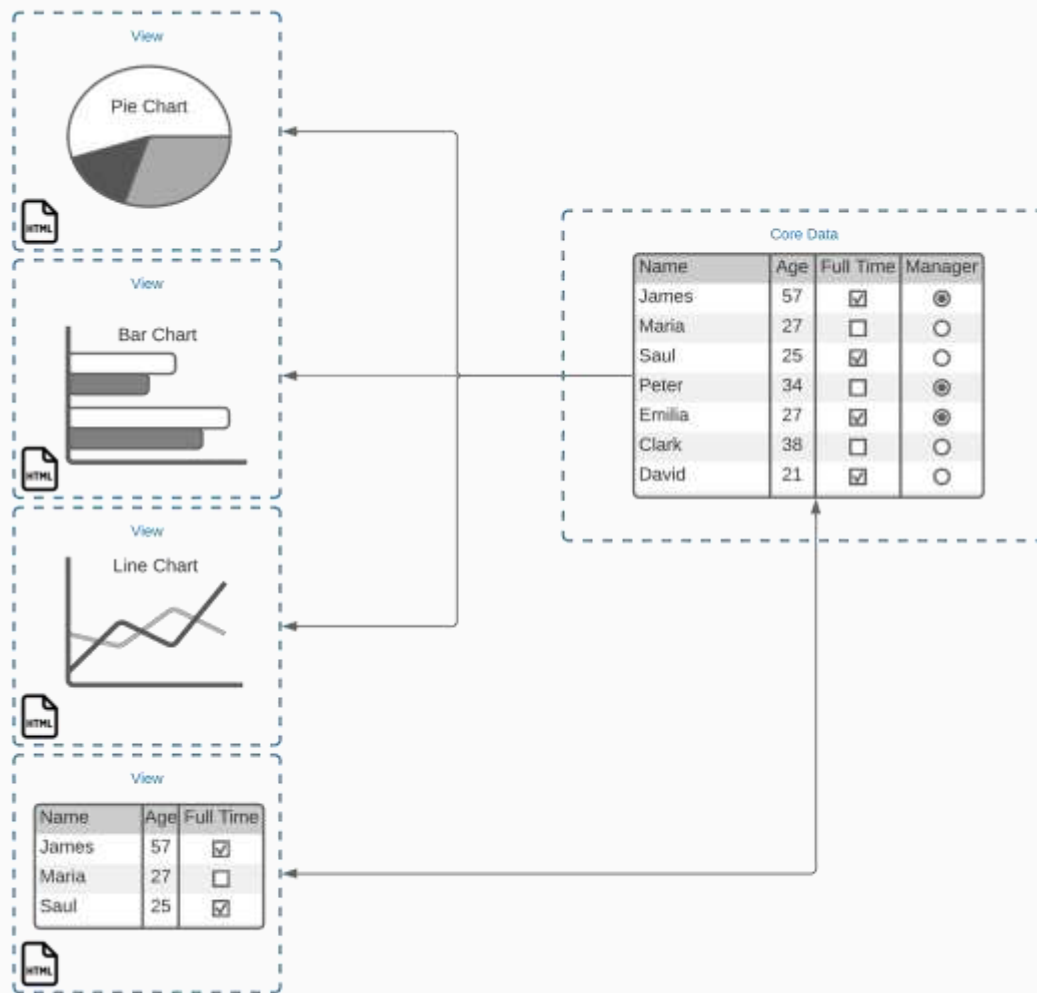 View
Pie Chart
HTML
View
Bar Chart
HTML
View
Line Chart
HTML
View
Name Age Full Time
James 57
Maria 27
Saul 25
HTML
Core Data
Name Age Full Time Manager
James 57
Maria 27
Saul 25
Peter 34
Emilia 27
Clark 38
David 21